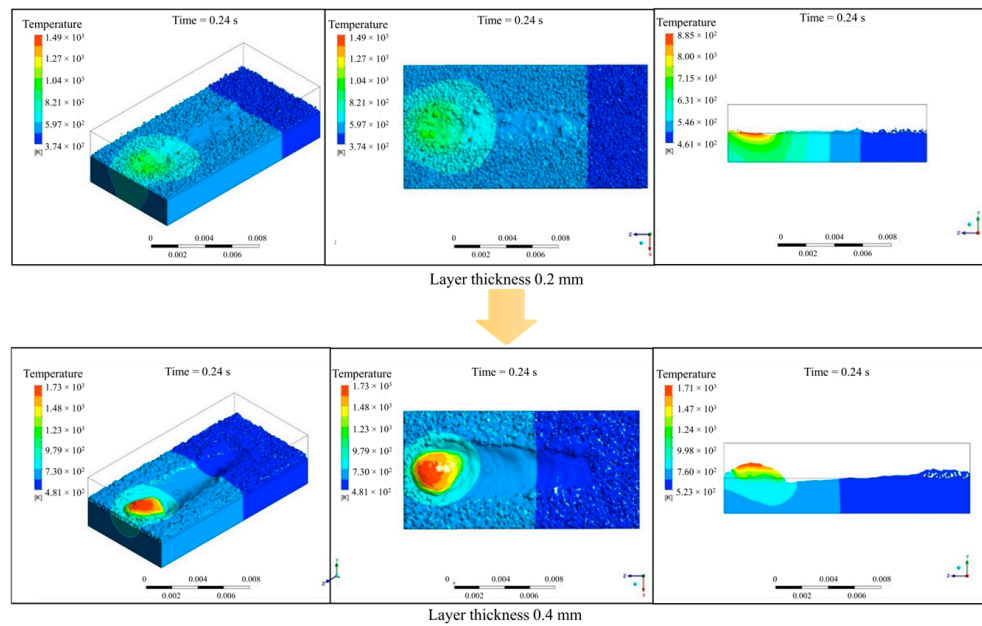 Temperature
Time = 0.24 s
1.49 × 10³
1.27 × 10³
1.04 × 10³
8.21 × 10²
5.97 × 10²
3.74 × 10²
[K]
0 0.004 0.008
0.002 0.006
Temperature
Time = 0.24 s
1.49 × 10³
1.27 × 10³
1.04 × 10³
8.21 × 10²
5.97 × 10²
3.74 × 10²
[K]
0 0.004 0.008
0.002 0.006
Z
X
Temperature
Time = 0.24 s
8.85 × 10²
8.00 × 10²
7.15 × 10²
6.31 × 10²
5.46 × 10²
4.61 × 10²
[K]
0 0.004 0.008
0.002 0.006
Y
Z
Layer thickness 0.2 mm
Temperature
Time = 0.24 s
1.73 × 10³
1.48 × 10³
1.23 × 10³
9.79 × 10²
7.30 × 10²
4.81 × 10²
[K]
0 0.004 0.008
0.002 0.006
Y
Z
Temperature
Time = 0.24 s
1.73 × 10³
1.48 × 10³
1.23 × 10³
9.79 × 10²
7.30 × 10²
4.81 × 10²
[K]
0 0.004 0.008
0.002 0.006
Z
X
Temperature
Time = 0.24 s
1.71 × 10³
1.47 × 10³
1.24 × 10³
9.98 × 10²
7.60 × 10²
5.23 × 10²
[K]
0 0.004 0.008
0.002 0.006
Y
Z
Layer thickness 0.4 mm